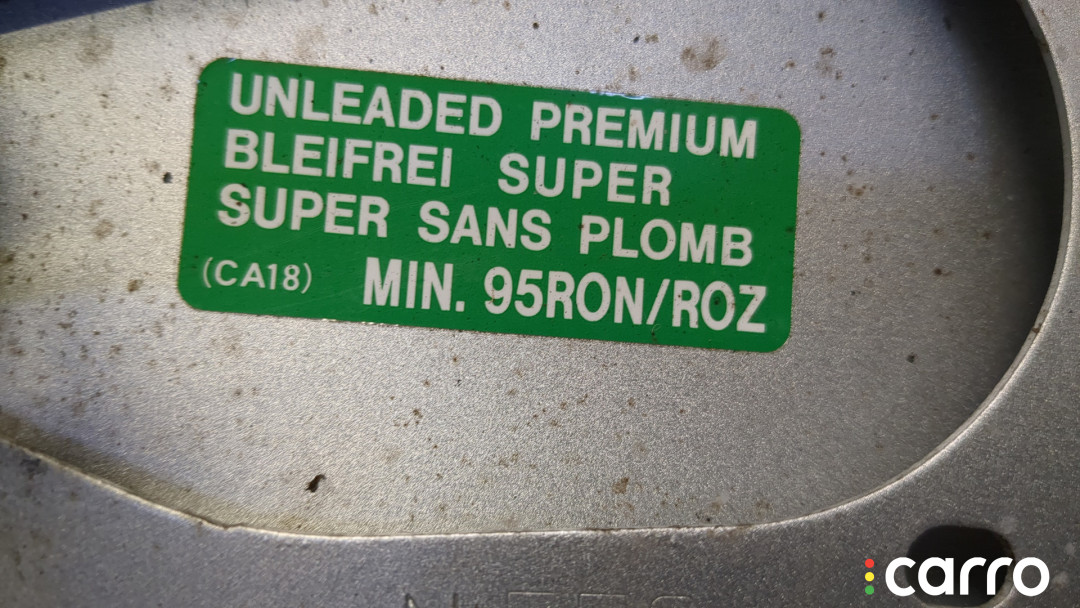 UNLEADED PREMIUM
BLEIFREI SUPER
SUPER SANS PLOMB
(CA18) MIN. 95RON/ROZ
carro